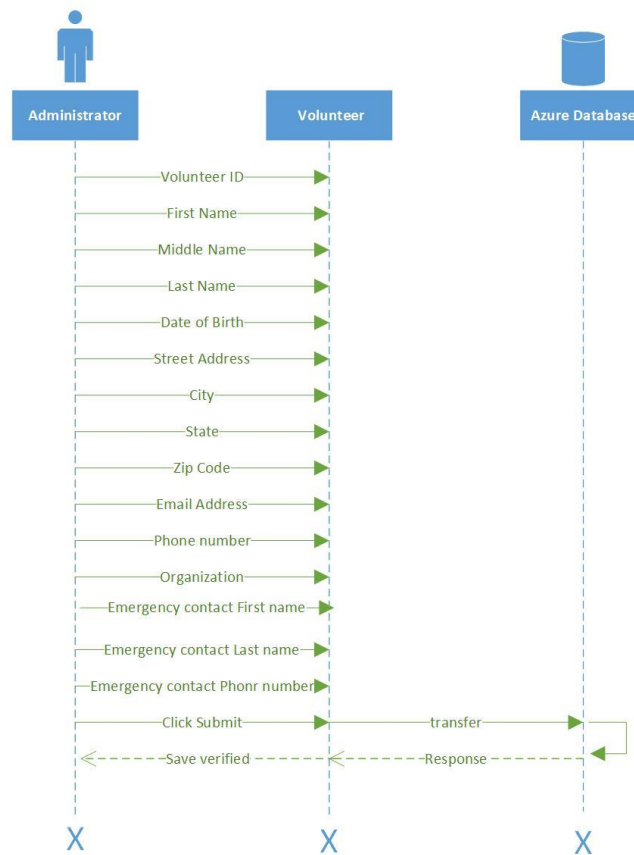 Administrator
Volunteer
Azure Database
Volunteer ID
First Name
Middle Name
Last Name
Date of Birth
Street Address
City
State
Zip Code
Email Address
Phone number
Organization
Emergency contact First name
Emergency contact Last name
Emergency contact Phonr number
Click Submit
transfer
Save verified
Response
X
X
X